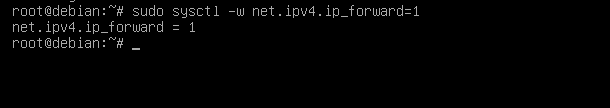 root@debian:~# sudo sysctl -w net.ipv4.ip_forward=1
net.ipv4.ip_forward = 1
root@debian:~# _